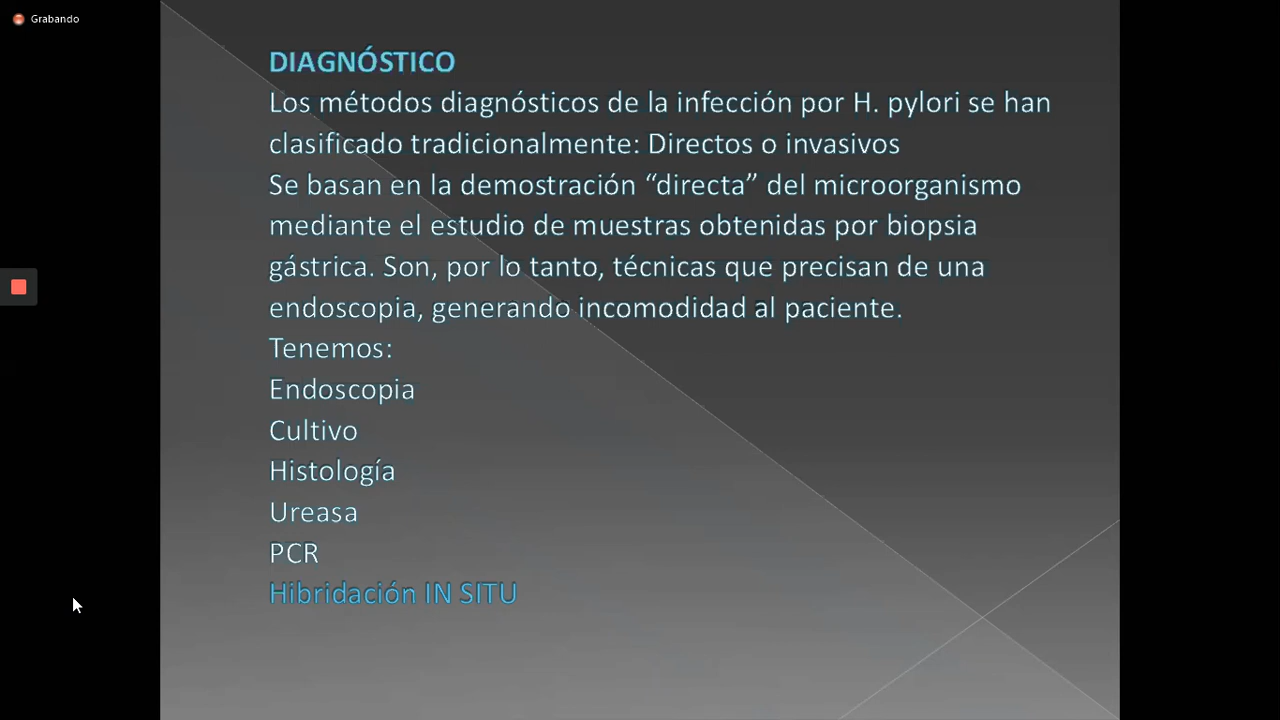 Grabando
DIAGNÓSTICO
Los métodos diagnósticos de la infección por H. pylori se han
clasificado tradicionalmente: Directos o invasivos
Se basan en la demostración “directa” del microorganismo
mediante el estudio de muestras obtenidas por biopsia
gástrica. Son, por lo tanto, técnicas que precisan de una
endoscopia, generando incomodidad al paciente.
Tenemos:
Endoscopia
Cultivo
Histología
Ureasa
PCR
Hibridación IN SITU